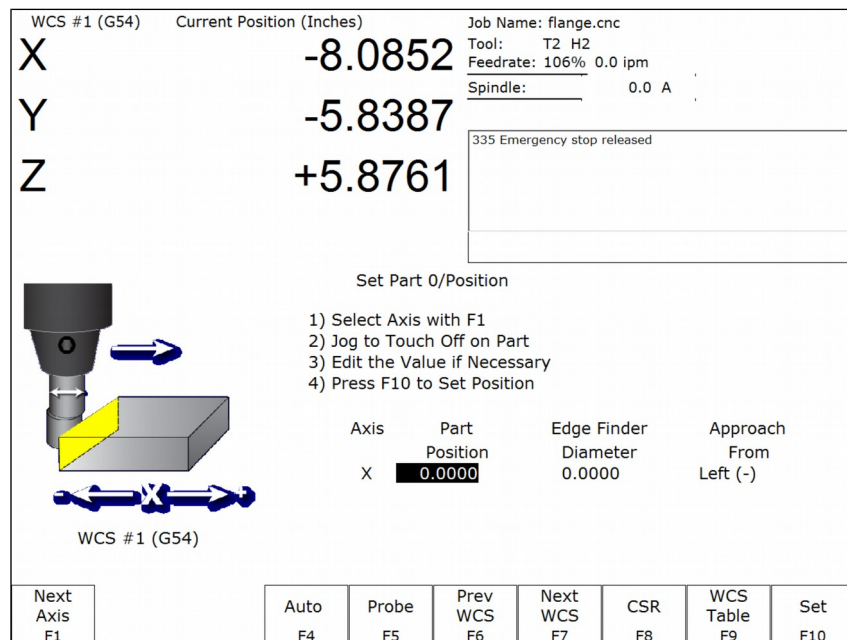 WCS #1 (G54) Current Position (Inches)
X -8.0852
Y -5.8387
Z +5.8761
Job Name: flange.cnc
Tool: T2 H2
Feedrate: 106% 0.0 ipm
Spindle: 0.0 A
335 Emergency stop released
Set Part 0/Position
1) Select Axis with F1
2) Jog to Touch Off on Part
3) Edit the Value if Necessary
4) Press F10 to Set Position
Axis Part Edge Finder Approach
Position Diameter From
X 0.0000 0.0000 Left (-)
- X +
WCS #1 (G54)
Next Axis F1
Auto F4
Probe F5
Prev WCS F6
Next WCS F7
CSR F8
WCS Table F9
Set F10